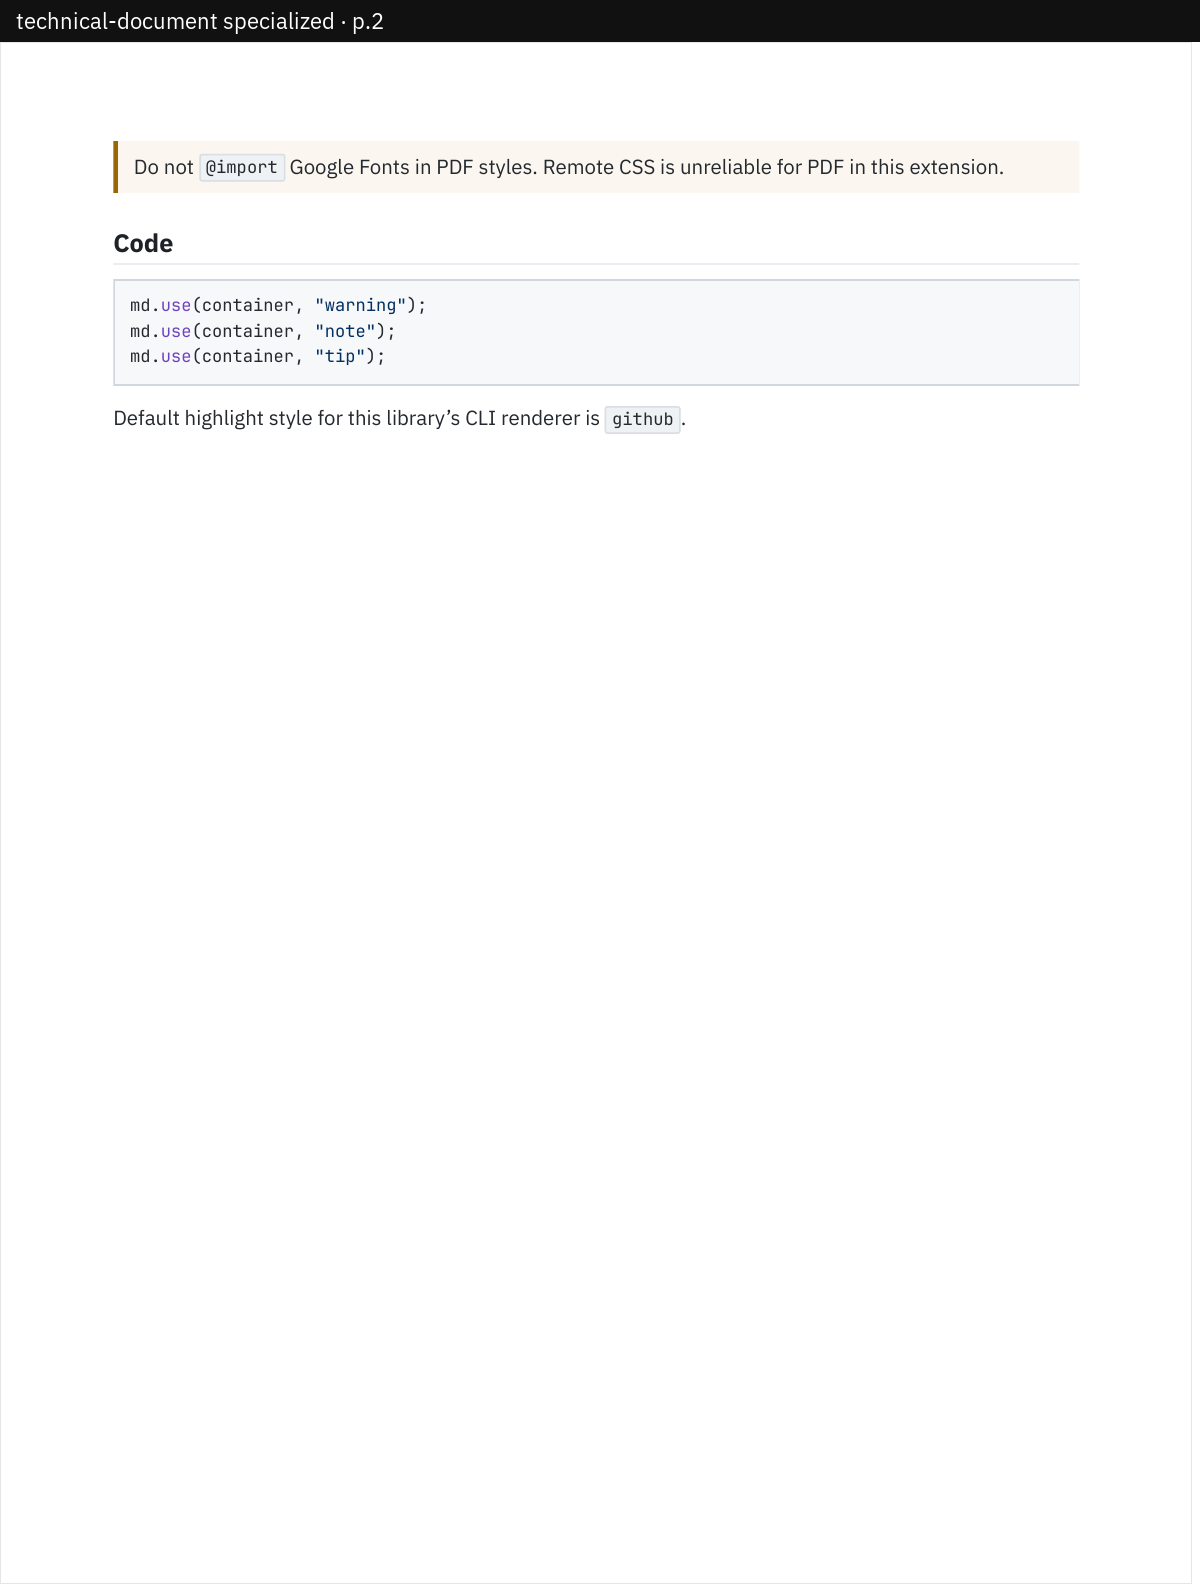 technical-document specialized · p.2
Do not @import Google Fonts in PDF styles. Remote CSS is unreliable for PDF in this extension.
Code
md.use(container, "warning");
md.use(container, "note");
md.use(container, "tip");
Default highlight style for this library’s CLI renderer is github.